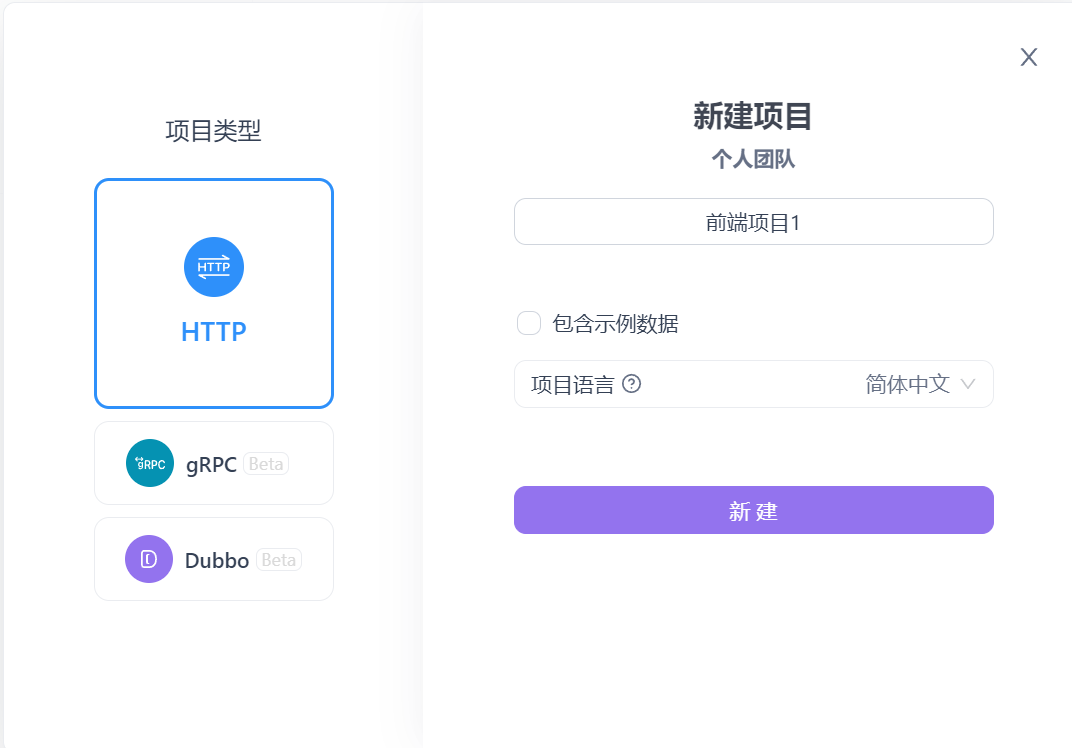 项目类型
HTTP
HTTP
gRPC
gRPC Beta
Dubbo Beta
新建项目
个人团队
前端项目1
包含示例数据
项目语言 ? 简体中文
新建